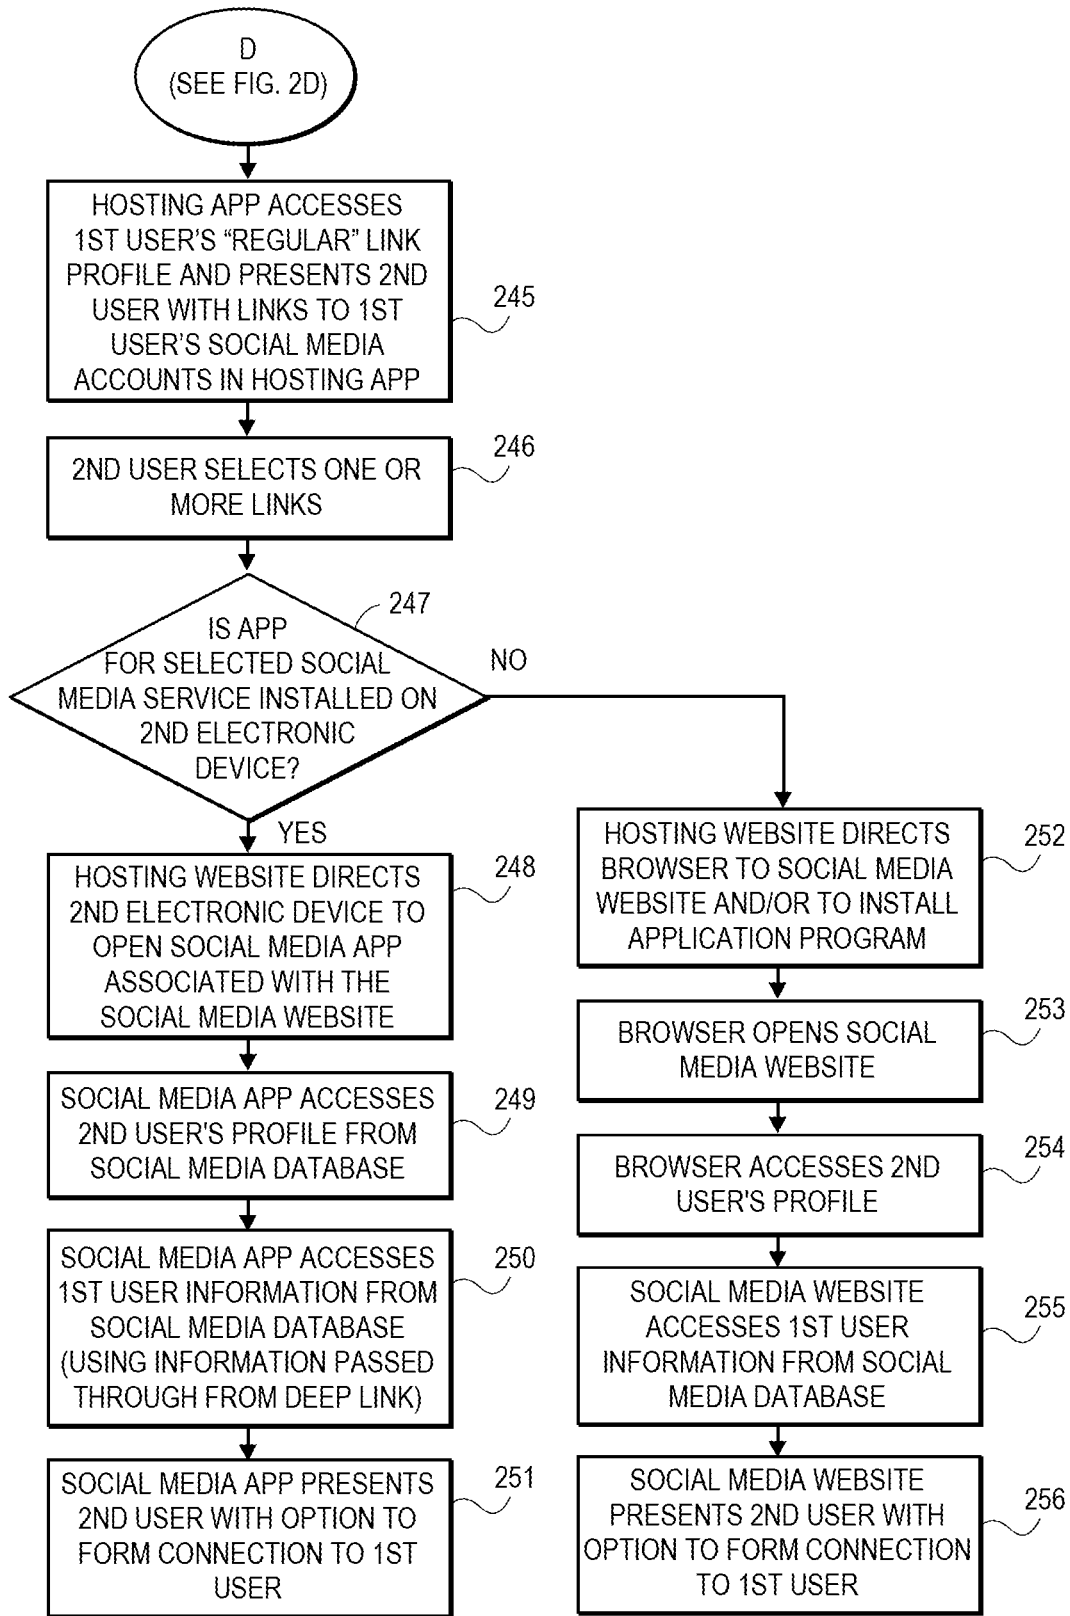 D
(SEE FIG. 2D)
HOSTING APP ACCESSES
1ST USER'S “REGULAR” LINK
PROFILE AND PRESENTS 2ND
USER WITH LINKS TO 1ST
USER'S SOCIAL MEDIA
ACCOUNTS IN HOSTING APP
245
2ND USER SELECTS ONE OR
MORE LINKS
246
IS APP
FOR SELECTED SOCIAL
MEDIA SERVICE INSTALLED ON
2ND ELECTRONIC
DEVICE?
247
NO
YES
HOSTING WEBSITE DIRECTS
2ND ELECTRONIC DEVICE TO
OPEN SOCIAL MEDIA APP
ASSOCIATED WITH THE
SOCIAL MEDIA WEBSITE
248
SOCIAL MEDIA APP ACCESSES
2ND USER'S PROFILE FROM
SOCIAL MEDIA DATABASE
249
SOCIAL MEDIA APP ACCESSES
1ST USER INFORMATION FROM
SOCIAL MEDIA DATABASE
(USING INFORMATION PASSED
THROUGH FROM DEEP LINK)
250
SOCIAL MEDIA APP PRESENTS
2ND USER WITH OPTION TO
FORM CONNECTION TO 1ST
USER
251
HOSTING WEBSITE DIRECTS
BROWSER TO SOCIAL MEDIA
WEBSITE AND/OR TO INSTALL
APPLICATION PROGRAM
252
BROWSER OPENS SOCIAL
MEDIA WEBSITE
253
BROWSER ACCESSES 2ND
USER'S PROFILE
254
SOCIAL MEDIA WEBSITE
ACCESSES 1ST USER
INFORMATION FROM SOCIAL
MEDIA DATABASE
255
SOCIAL MEDIA WEBSITE
PRESENTS 2ND USER WITH
OPTION TO FORM CONNECTION
TO 1ST USER
256